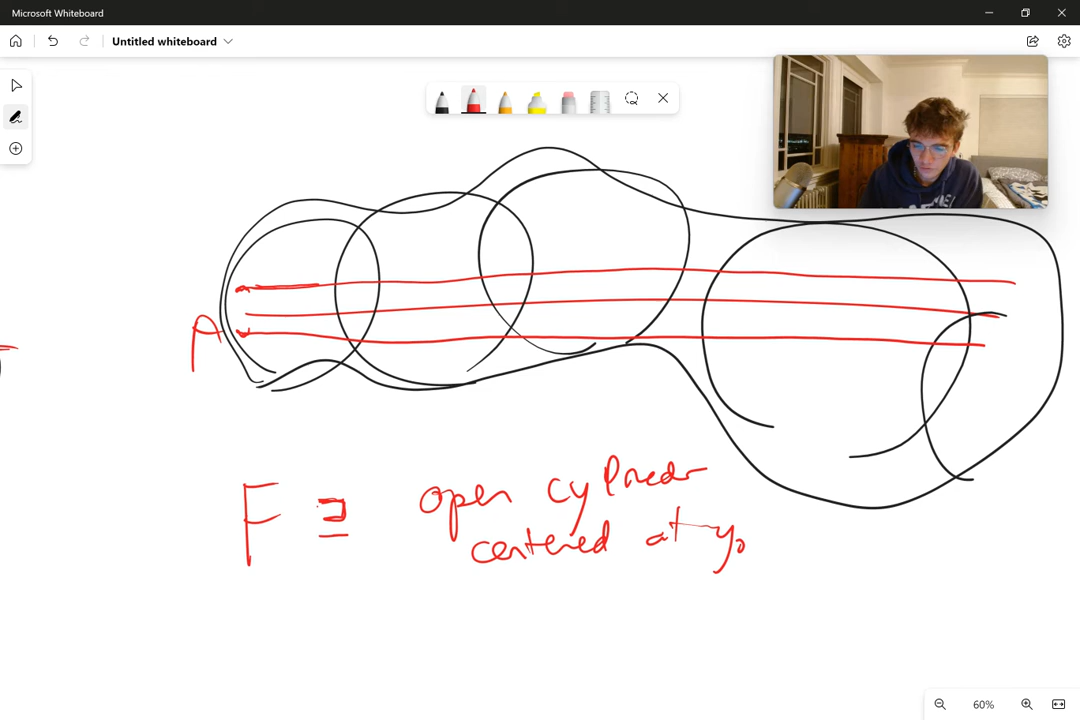 Microsoft Whiteboard
Untitled whiteboard
A
F ⊇ open cylinder
centered at y₀
60%